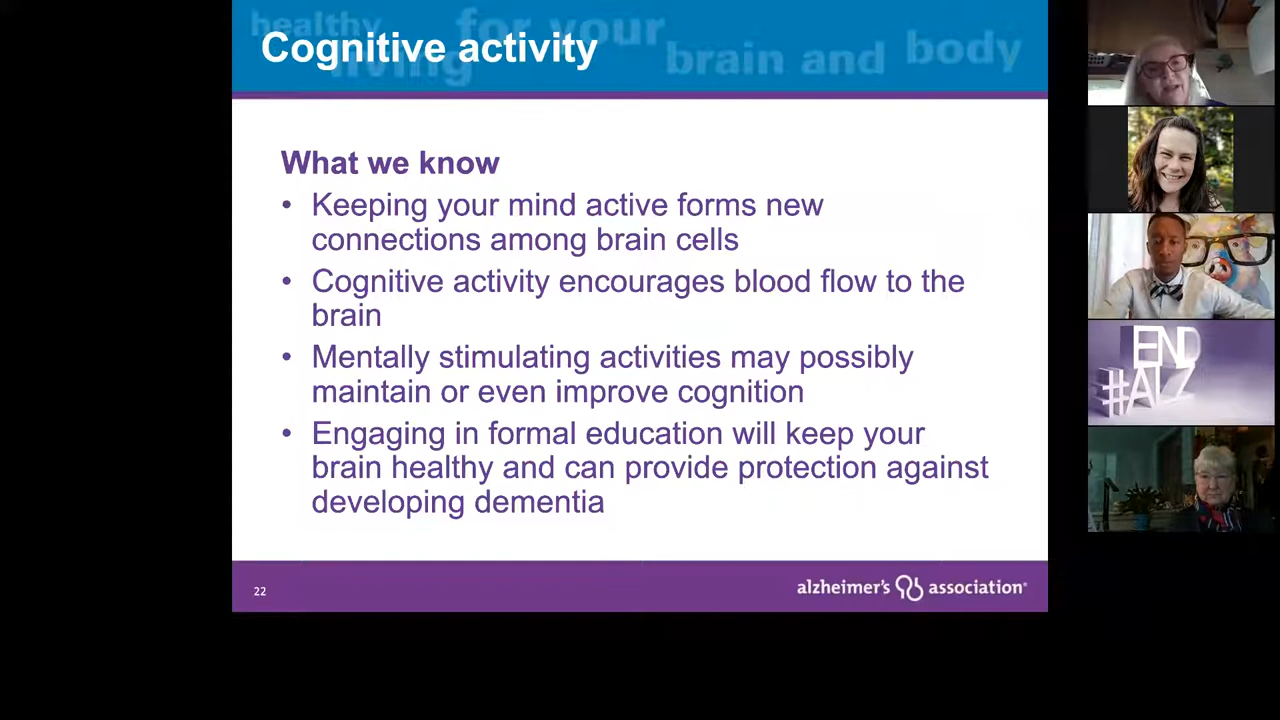 healthy for your
living brain and body
Cognitive activity
What we know
• Keeping your mind active forms new
connections among brain cells
• Cognitive activity encourages blood flow to the
brain
• Mentally stimulating activities may possibly
maintain or even improve cognition
• Engaging in formal education will keep your
brain healthy and can provide protection against
developing dementia
22
alzheimer's association®
END
#ALZ